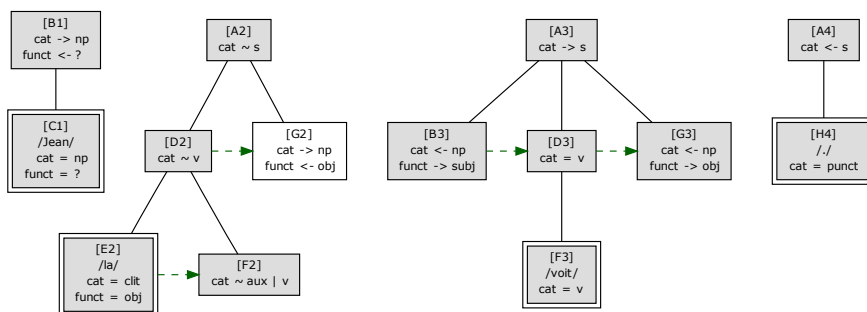 [B1]
cat -> np
funct <- ?
[C1]
/Jean/
cat = np
funct = ?
[A2]
cat ~ s
[D2]
cat ~ v
[G2]
cat -> np
funct <- obj
[E2]
/la/
cat = clit
funct = obj
[F2]
cat ~ aux | v
[A3]
cat -> s
[B3]
cat <- np
funct -> subj
[D3]
cat = v
[G3]
cat <- np
funct -> obj
[F3]
/voit/
cat = v
[A4]
cat <- s
[H4]
/./
cat = punct